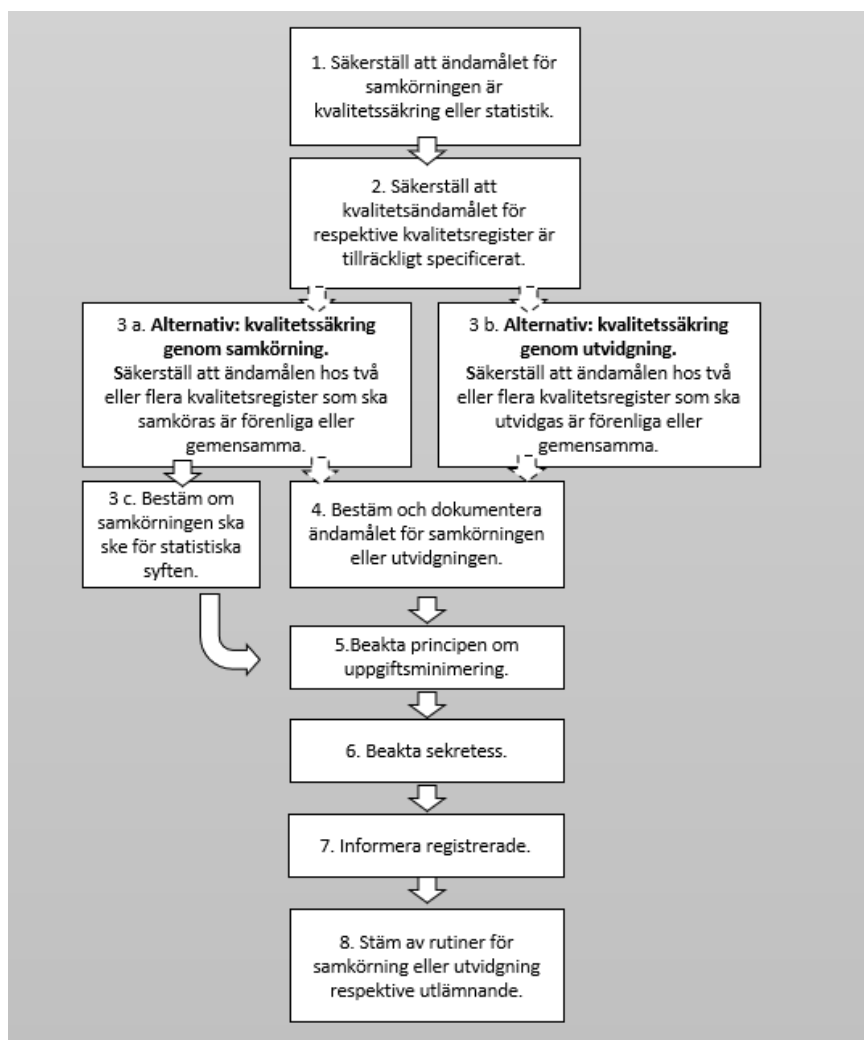 1. Säkerställ att ändamålet för
samkörningen är
kvalitetssäkring eller statistik.
2. Säkerställ att
kvalitetsändamålet för
respektive kvalitetsregister är
tillräckligt specificerat.
3 a. Alternativ: kvalitetssäkring
genom samkörning.
Säkerställ att ändamålen hos två
eller flera kvalitetsregister som ska
samköras är förenliga eller
gemensamma.
3 b. Alternativ: kvalitetssäkring
genom utvidgning.
Säkerställ att ändamålen hos två
eller flera kvalitetsregister som ska
utvidgas är förenliga eller
gemensamma.
3 c. Bestäm om
samkörningen ska
ske för statistiska
syften.
4. Bestäm och dokumentera
ändamålet för samkörningen
eller utvidgningen.
5.Beakta principen om
uppgiftsminimering.
6. Beakta sekretess.
7. Informera registrerade.
8. Stäm av rutiner för
samkörning eller utvidgning
respektive utlämnande.